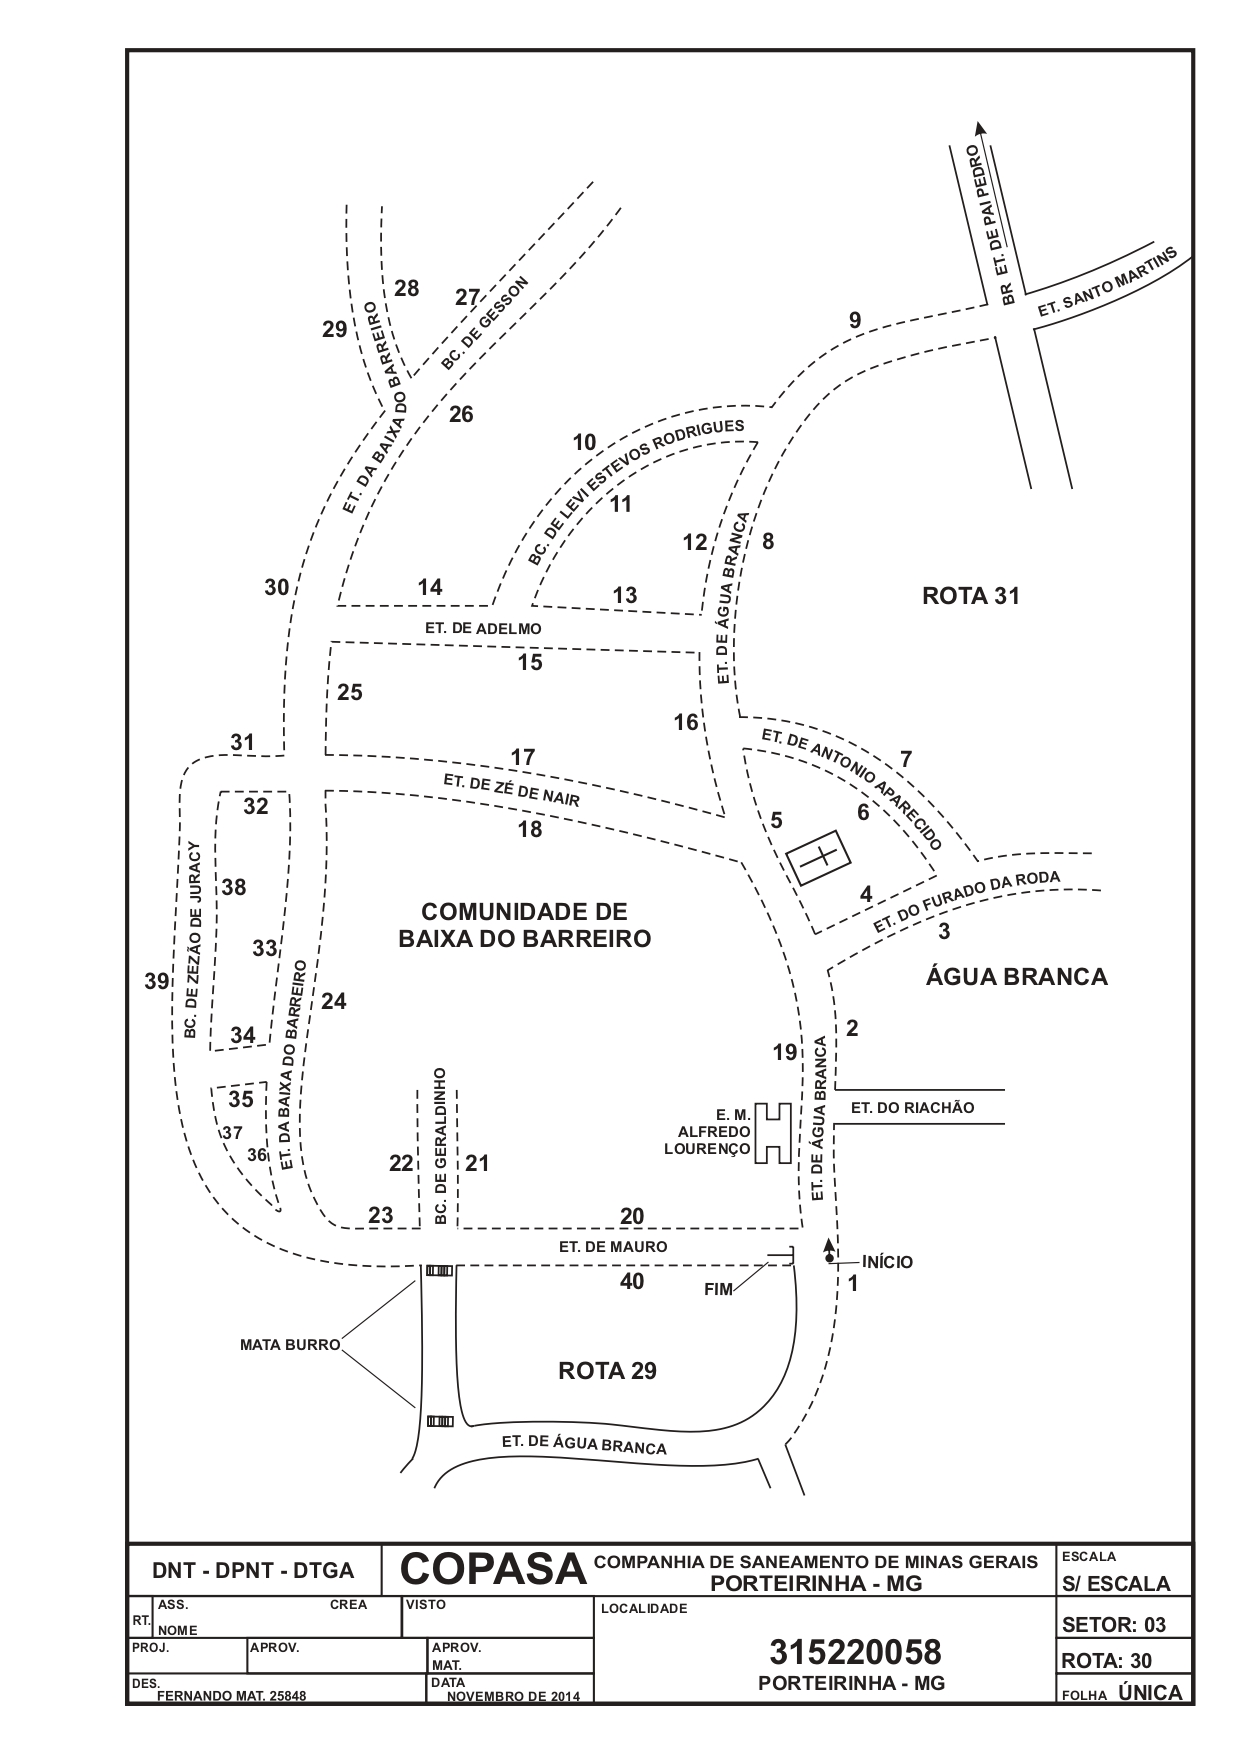 BR ET. DE PAI PEDRO
ET. SANTO MARTINS
28
27
BC. DE GESSON
29
ET. DA BAIXA DO BARREIRO
26
9
10
BC. DE LEVI ESTEVOS RODRIGUES
11
12
ET. DE ÁGUA BRANCA
8
ROTA 31
30
14
13
ET. DE ADELMO
15
25
16
31
17
ET. DE ZÉ DE NAIR
18
32
ET. DE ANTONIO APARECIDO
7
6
5
4
ET. DO FURADO DA RODA
3
38
BC. DE ZEZÃO DE JURACY
COMUNIDADE DE
BAIXA DO BARREIRO
33
39
24
ÁGUA BRANCA
34
ET. DA BAIXA DO BARREIRO
2
19
35
37
36
BC. DE GERALDINHO
E. M.
ALFREDO
LOURENÇO
ET. DE ÁGUA BRANCA
ET. DO RIACHÃO
22
21
23
20
ET. DE MAURO
INÍCIO
40
FIM
1
MATA BURRO
ROTA 29
ET. DE ÁGUA BRANCA
DNT - DPNT - DTGA
COPASA
COMPANHIA DE SANEAMENTO DE MINAS GERAIS
PORTEIRINHA - MG
ESCALA
S/ ESCALA
RT.
ASS.
CREA
NOME
VISTO
LOCALIDADE
315220058
PORTEIRINHA - MG
SETOR: 03
PROJ.
APROV.
APROV.
MAT.
ROTA: 30
DES.
FERNANDO MAT. 25848
DATA
NOVEMBRO DE 2014
FOLHA ÚNICA